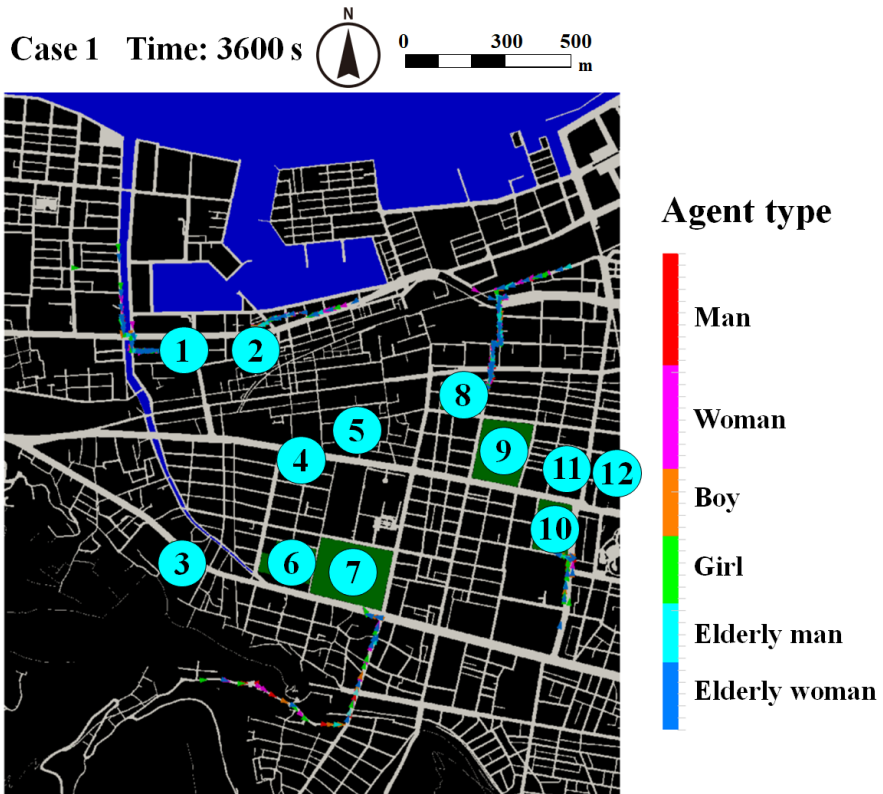 N
Case 1 Time: 3600 s
0 300 500
m
Agent type
Man
Woman
Boy
Girl
Elderly man
Elderly woman
1
2
8
5
4
9
11
12
10
3
6
7